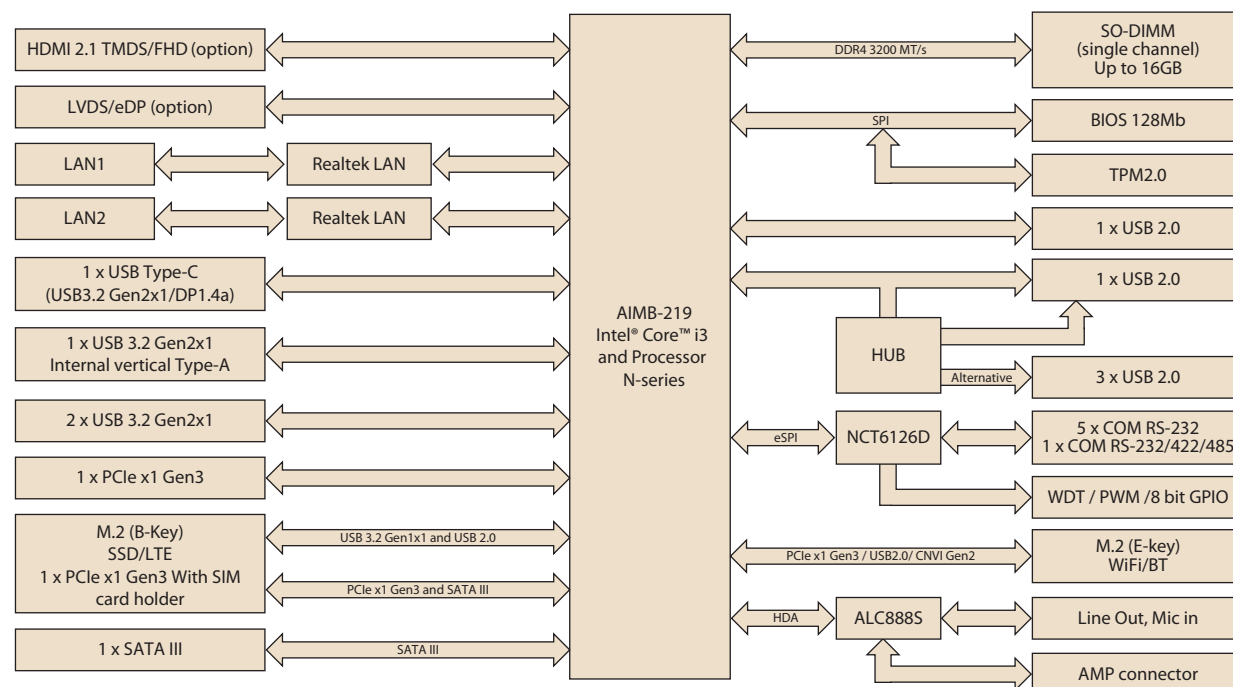 HDMI 2.1 TMDS/FHD (option)
LVDS/eDP (option)
LAN1
Realtek LAN
LAN2
Realtek LAN
1 x USB Type-C
(USB3.2 Gen2x1/DP1.4a)
1 x USB 3.2 Gen2x1
Internal vertical Type-A
2 x USB 3.2 Gen2x1
1 x PCIe x1 Gen3
M.2 (B-Key)
SSD/LTE
1 x PCIe x1 Gen3 With SIM
card holder
USB 3.2 Gen1x1 and USB 2.0
PCIe x1 Gen3 and SATA III
1 x SATA III
SATA III
AIMB-219
Intel® Core™ i3
and Processor
N-series
DDR4 3200 MT/s
SO-DIMM
(single channel)
Up to 16GB
SPI
BIOS 128Mb
TPM2.0
1 x USB 2.0
1 x USB 2.0
HUB
Alternative
3 x USB 2.0
eSPI
NCT6126D
5 x COM RS-232
1 x COM RS-232/422/485
WDT / PWM /8 bit GPIO
PCIe x1 Gen3 / USB2.0/ CNVI Gen2
M.2 (E-key)
WiFi/BT
HDA
ALC888S
Line Out, Mic in
AMP connector